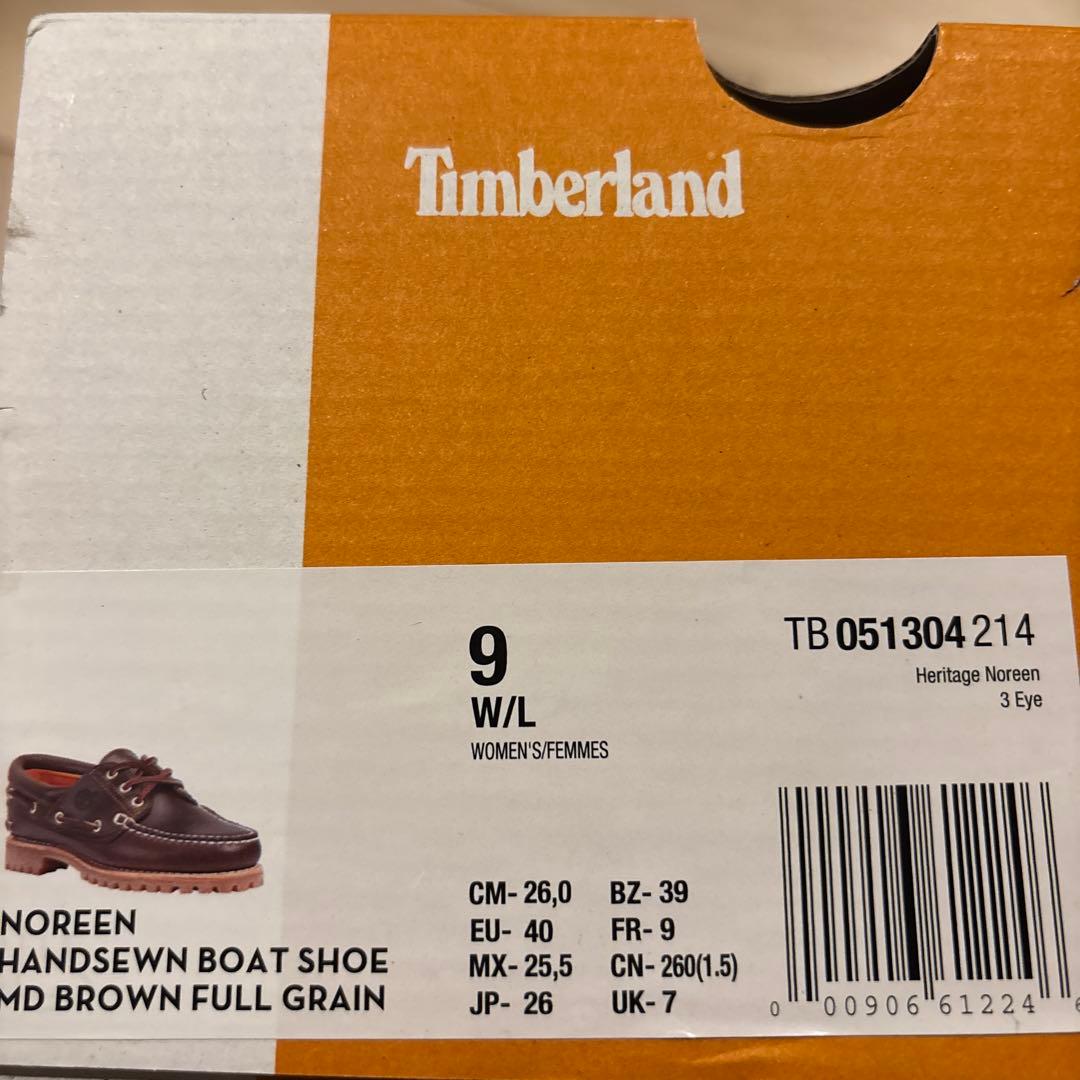 Timberland
9
W/L
WOMEN'S/FEMMES
TB 051304 214
Heritage Noreen
3 Eye
NOREEN
HANDSEWN BOAT SHOE
MD BROWN FULL GRAIN
CM- 26,0 BZ- 39
EU- 40 FR- 9
MX- 25,5 CN- 260(1.5)
JP- 26 UK- 7
0 00906 61224 6